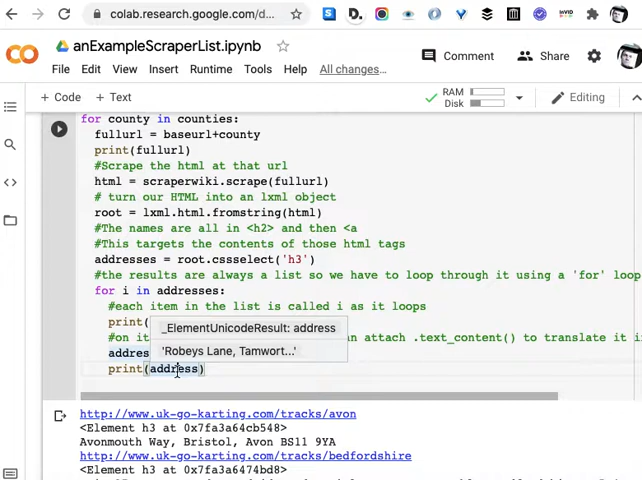 colab.research.google.com/d...
anExampleScraperList.ipynb
Comment
Share
File Edit View Insert Runtime Tools Help All changes...
+ Code + Text
RAM
Disk
Editing
for county in counties:
fullurl = baseurl+county
print(fullurl)
#Scrape the html at that url
html = scraperwiki.scrape(fullurl)
# turn our HTML into an lxml object
root = lxml.html.fromstring(html)
#The names are all in <h2> and then <a
#This targets the contents of those html tags
addresses = root.cssselect('h3')
#the results are always a list so we have to loop through it using a 'for' loop
for i in addresses:
#each item in the list is called i as it loops
print(
_ElementUnicodeResult: address
#on it
an attach .text_content() to translate it i
'Robeys Lane, Tamwort...'
addres
print(address)
http://www.uk-go-karting.com/tracks/avon
<Element h3 at 0x7fa3a64cb548>
Avonmouth Way, Bristol, Avon BS11 9YA
http://www.uk-go-karting.com/tracks/bedfordshire
<Element h3 at 0x7fa3a6474bd8>